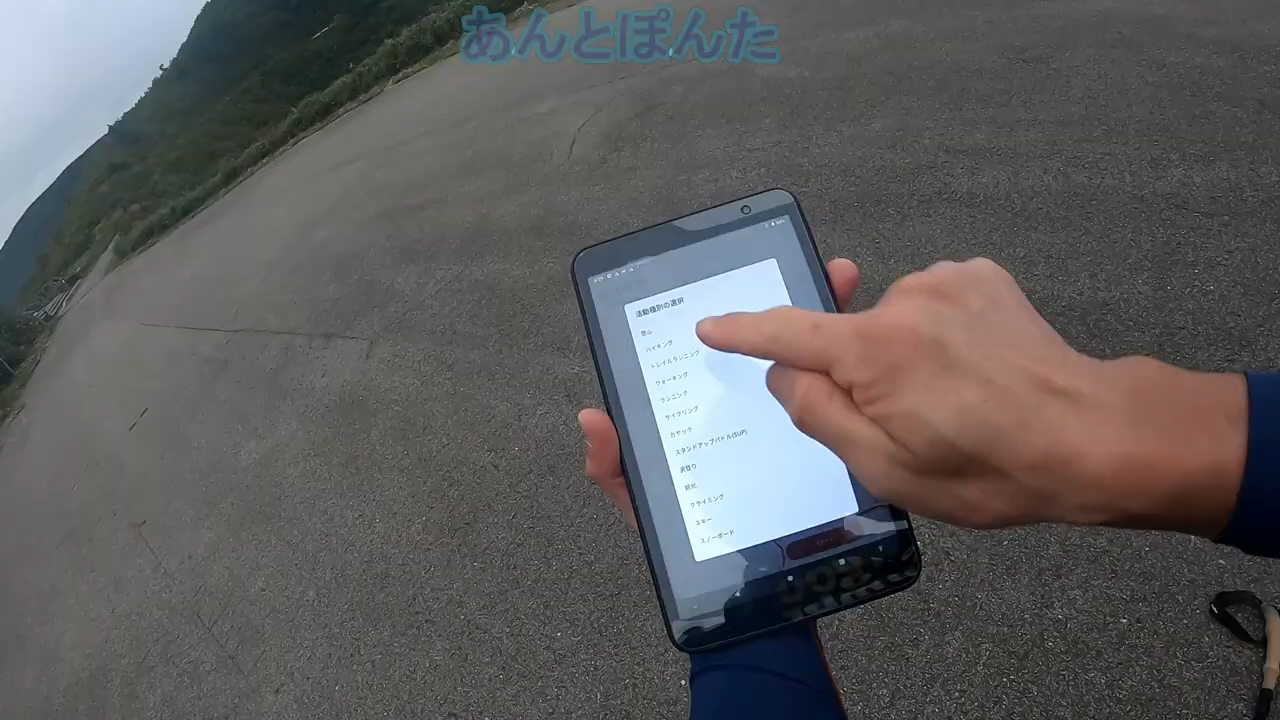 あんとぽんた
活動種別の選択
登山
ハイキング
トレイルランニング
ウォーキング
ランニング
サイクリング
カヤック
スタンドアップパドル(SUP)
沢登り
観光
クライミング
スキー
スノーボード